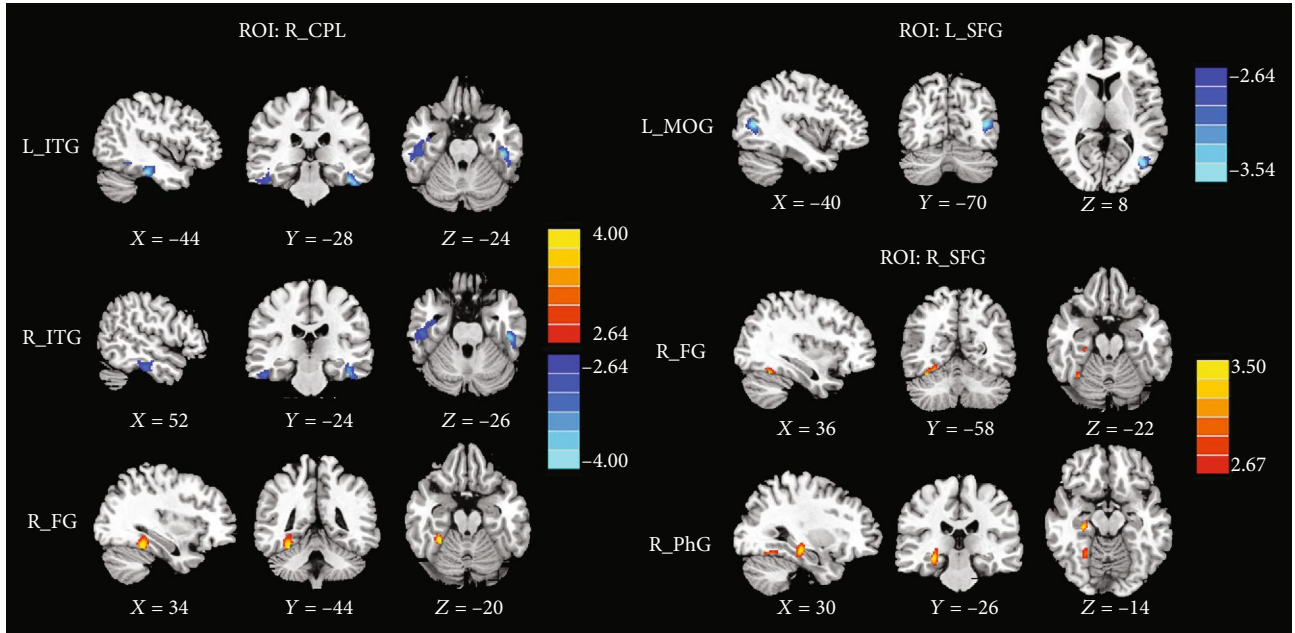 ROI: R_CPL
L_ITG
X = –44
Y = –28
Z = –24
R_ITG
X = 52
Y = –24
Z = –26
R_FG
X = 34
Y = –44
Z = –20
4.00
2.64
–2.64
–4.00
ROI: L_SFG
L_MOG
X = –40
Y = –70
Z = 8
–2.64
–3.54
ROI: R_SFG
R_FG
X = 36
Y = –58
Z = –22
R_PhG
X = 30
Y = –26
Z = –14
3.50
2.67